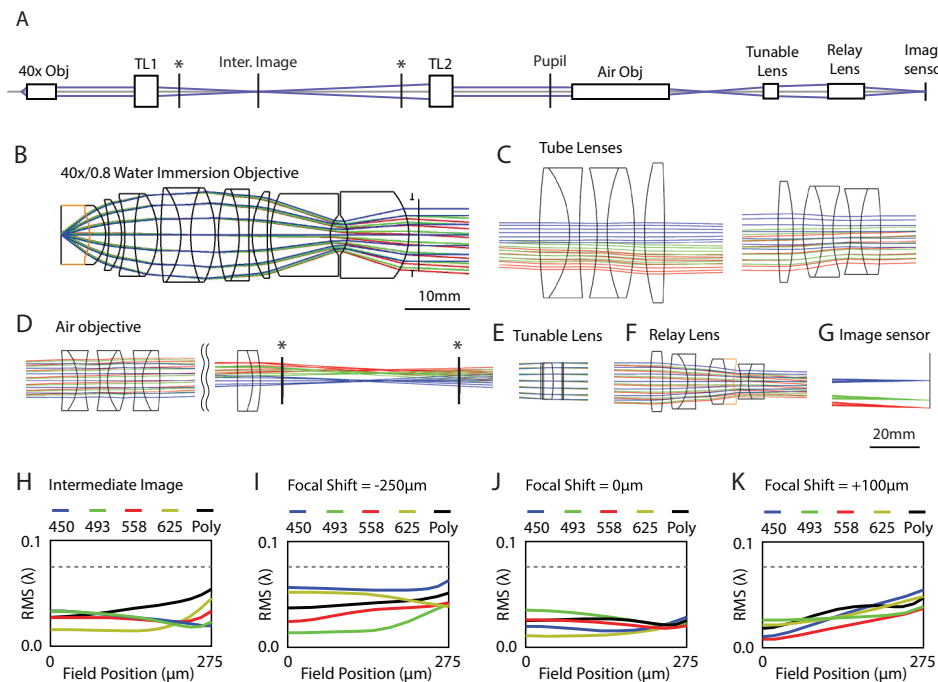 A
40x Obj
TL1
*
Inter. Image
*
TL2
Pupil
Air Obj
Tunable
Lens
Relay
Lens
Imag
senso
B
40x/0.8 Water Immersion Objective
10mm
C
Tube Lenses
D
Air objective
*
*
E
Tunable Lens
F
Relay Lens
G
Image sensor
20mm
H
Intermediate Image
450 493 558 625 Poly
0.1
RMS (λ)
0.0
0 275
Field Position (µm)
I
Focal Shift = -250µm
450 493 558 625 Poly
0.1
RMS (λ)
0.0
0 275
Field Position (µm)
J
Focal Shift = 0µm
450 493 558 625 Poly
0.1
RMS (λ)
0.0
0 275
Field Position (µm)
K
Focal Shift = +100µm
450 493 558 625 Poly
0.1
RMS (λ)
0.0
0 275
Field Position (µm)